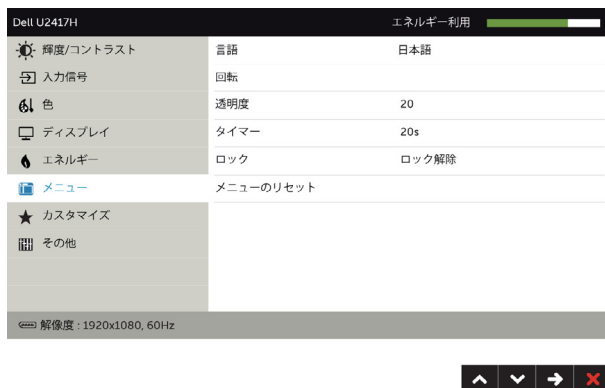 Dell U2417H エネルギー利用
輝度/コントラスト 言語 日本語
入力信号 回転
色 透明度 20
ディスプレイ タイマー 20s
エネルギー ロック ロック解除
メニュー メニューのリセット
カスタマイズ
その他
解像度 : 1920x1080, 60Hz